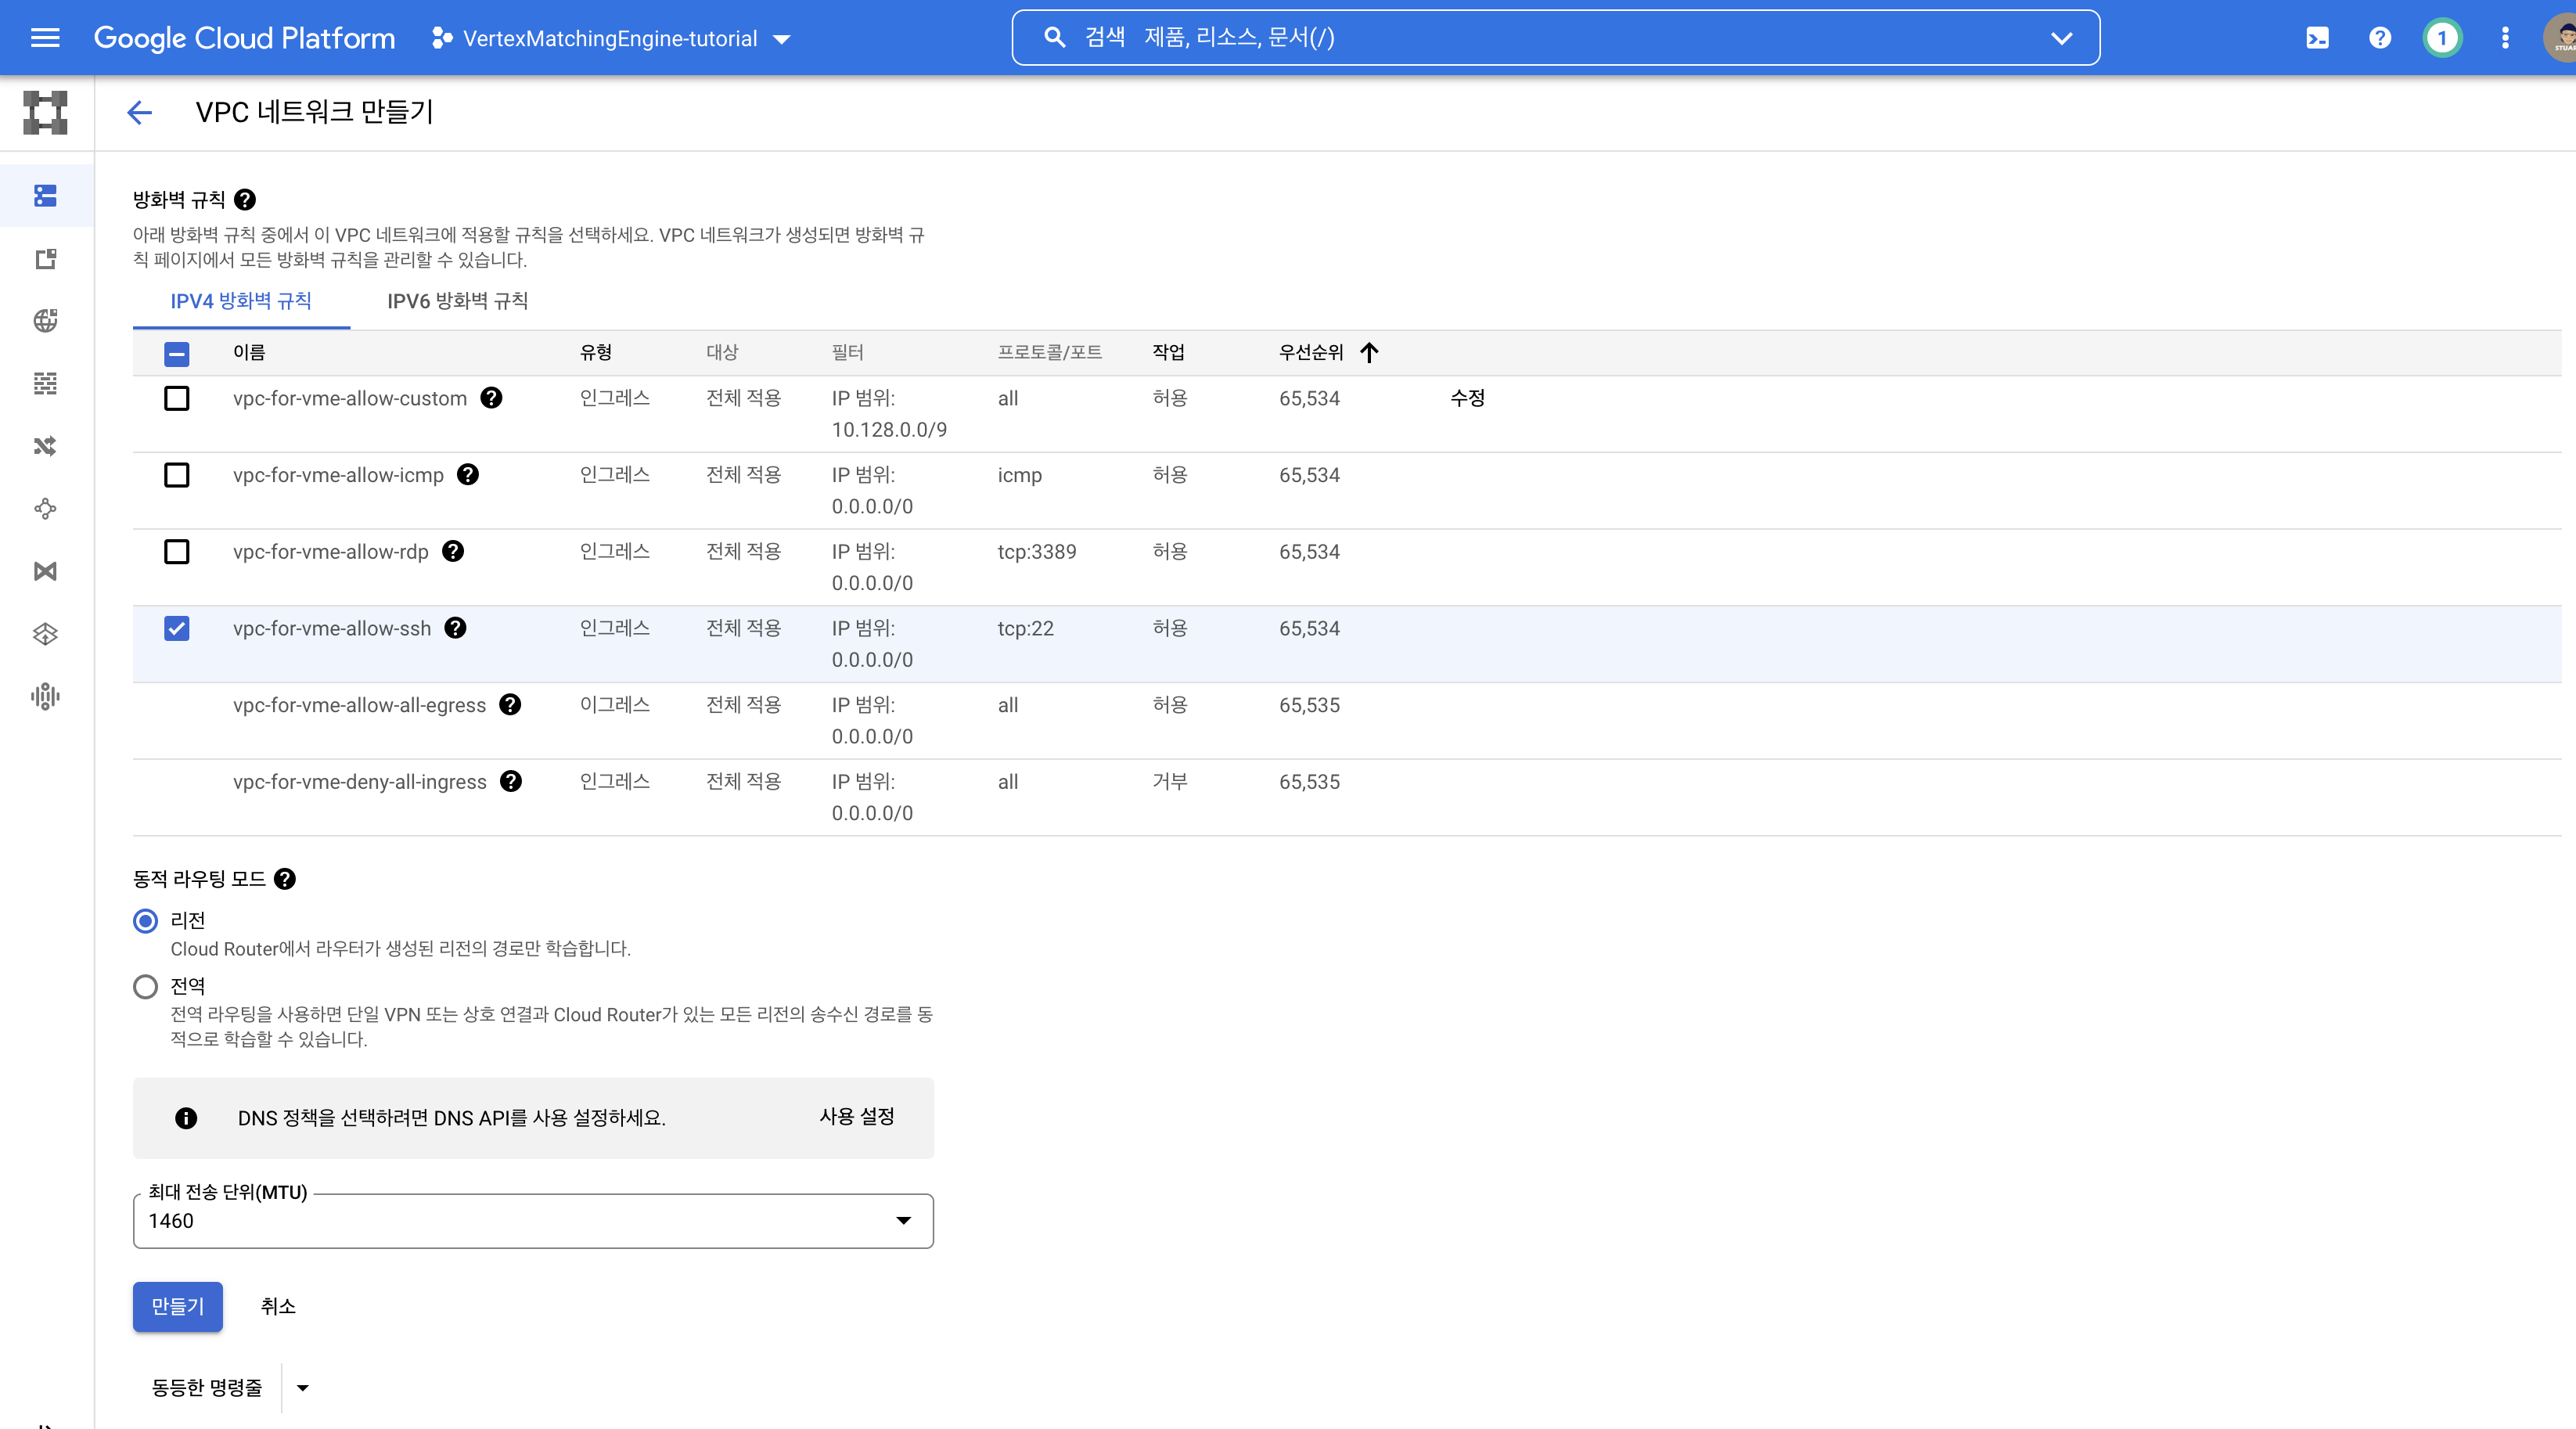 Google Cloud Platform
VertexMatchingEngine-tutorial
검색 제품, 리소스, 문서(/)
1
VPC 네트워크 만들기
방화벽 규칙
아래 방화벽 규칙 중에서 이 VPC 네트워크에 적용할 규칙을 선택하세요. VPC 네트워크가 생성되면 방화벽 규
칙 페이지에서 모든 방화벽 규칙을 관리할 수 있습니다.
IPV4 방화벽 규칙 IPV6 방화벽 규칙
이름 유형 대상 필터 프로토콜/포트 작업 우선순위
vpc-for-vme-allow-custom 인그레스 전체 적용 IP 범위: all 허용 65,534 수정
10.128.0.0/9
vpc-for-vme-allow-icmp 인그레스 전체 적용 IP 범위: icmp 허용 65,534
0.0.0.0/0
vpc-for-vme-allow-rdp 인그레스 전체 적용 IP 범위: tcp:3389 허용 65,534
0.0.0.0/0
vpc-for-vme-allow-ssh 인그레스 전체 적용 IP 범위: tcp:22 허용 65,534
0.0.0.0/0
vpc-for-vme-allow-all-egress 이그레스 전체 적용 IP 범위: all 허용 65,535
0.0.0.0/0
vpc-for-vme-deny-all-ingress 인그레스 전체 적용 IP 범위: all 거부 65,535
0.0.0.0/0
동적 라우팅 모드
리전
Cloud Router에서 라우터가 생성된 리전의 경로만 학습합니다.
전역
전역 라우팅을 사용하면 단일 VPN 또는 상호 연결과 Cloud Router가 있는 모든 리전의 송수신 경로를 동
적으로 학습할 수 있습니다.
DNS 정책을 선택하려면 DNS API를 사용 설정하세요. 사용 설정
최대 전송 단위(MTU)
1460
만들기 취소
동등한 명령줄